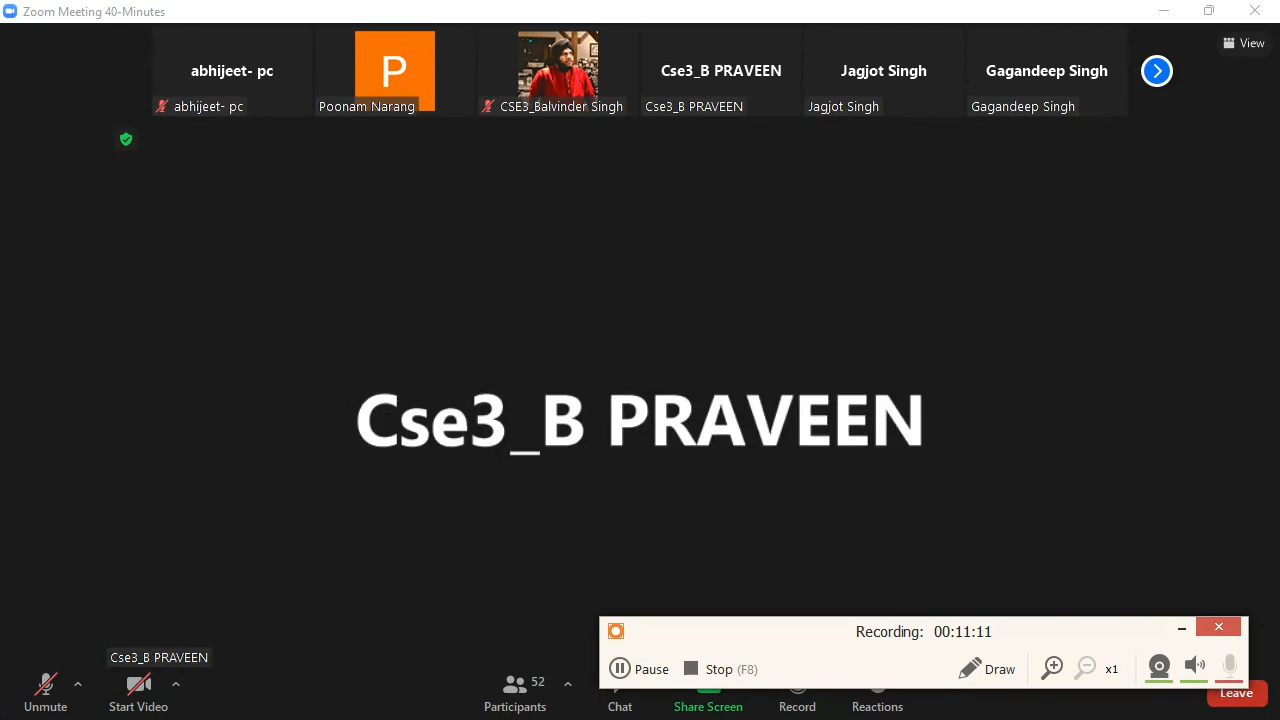 Zoom Meeting 40-Minutes
View
abhijeet- pc
P
Cse3_B PRAVEEN
Jagjot Singh
Gagandeep Singh
abhijeet- pc
Poonam Narang
CSE3_Balvinder Singh
Cse3_B PRAVEEN
Jagjot Singh
Gagandeep Singh
Cse3_B PRAVEEN
Recording: 00:11:11
Pause
Stop (F8)
Draw
x1
Cse3_B PRAVEEN
Unmute
Start Video
52
Participants
Chat
Share Screen
Record
Reactions
Leave